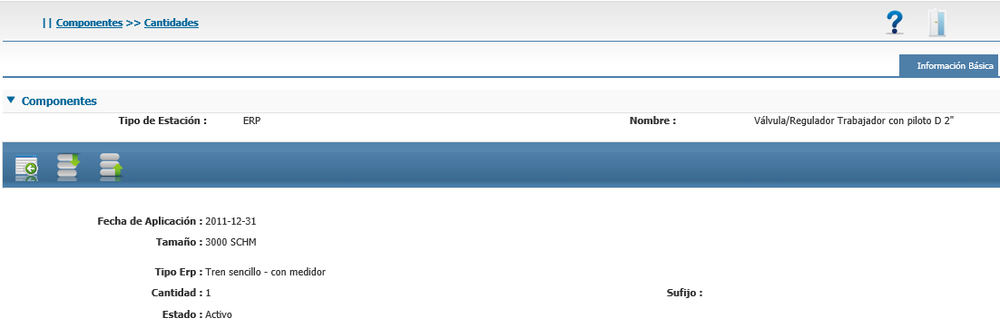 || Componentes >> Cantidades
Información Básica
Componentes
Tipo de Estación : ERP Nombre : Válvula/Regulador Trabajador con piloto D 2"
Fecha de Aplicación : 2011-12-31
Tamaño : 3000 SCHM
Tipo Erp : Tren sencillo - con medidor
Cantidad : 1 Sufijo :
Estado : Activo